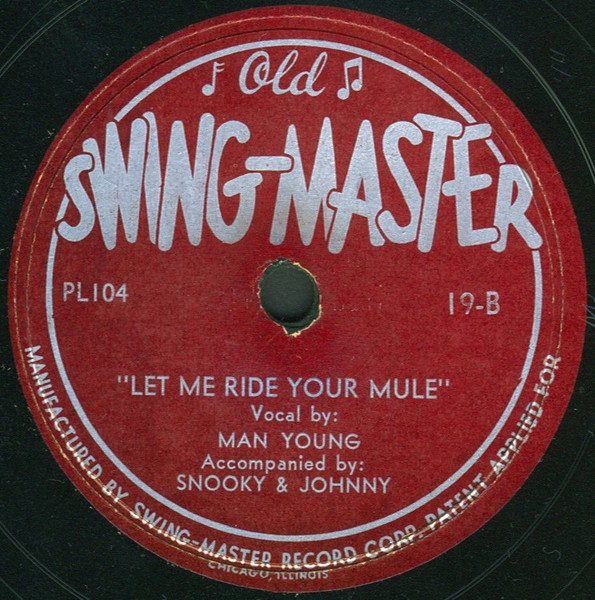 Old
SWING-MASTER
PL104
19-B
"LET ME RIDE YOUR MULE"
Vocal by:
MAN YOUNG
Accompanied by:
SNOOKY & JOHNNY
MANUFACTURED BY SWING-MASTER RECORD CORP. PATENT APPLIED FOR
CHICAGO, ILLINOIS